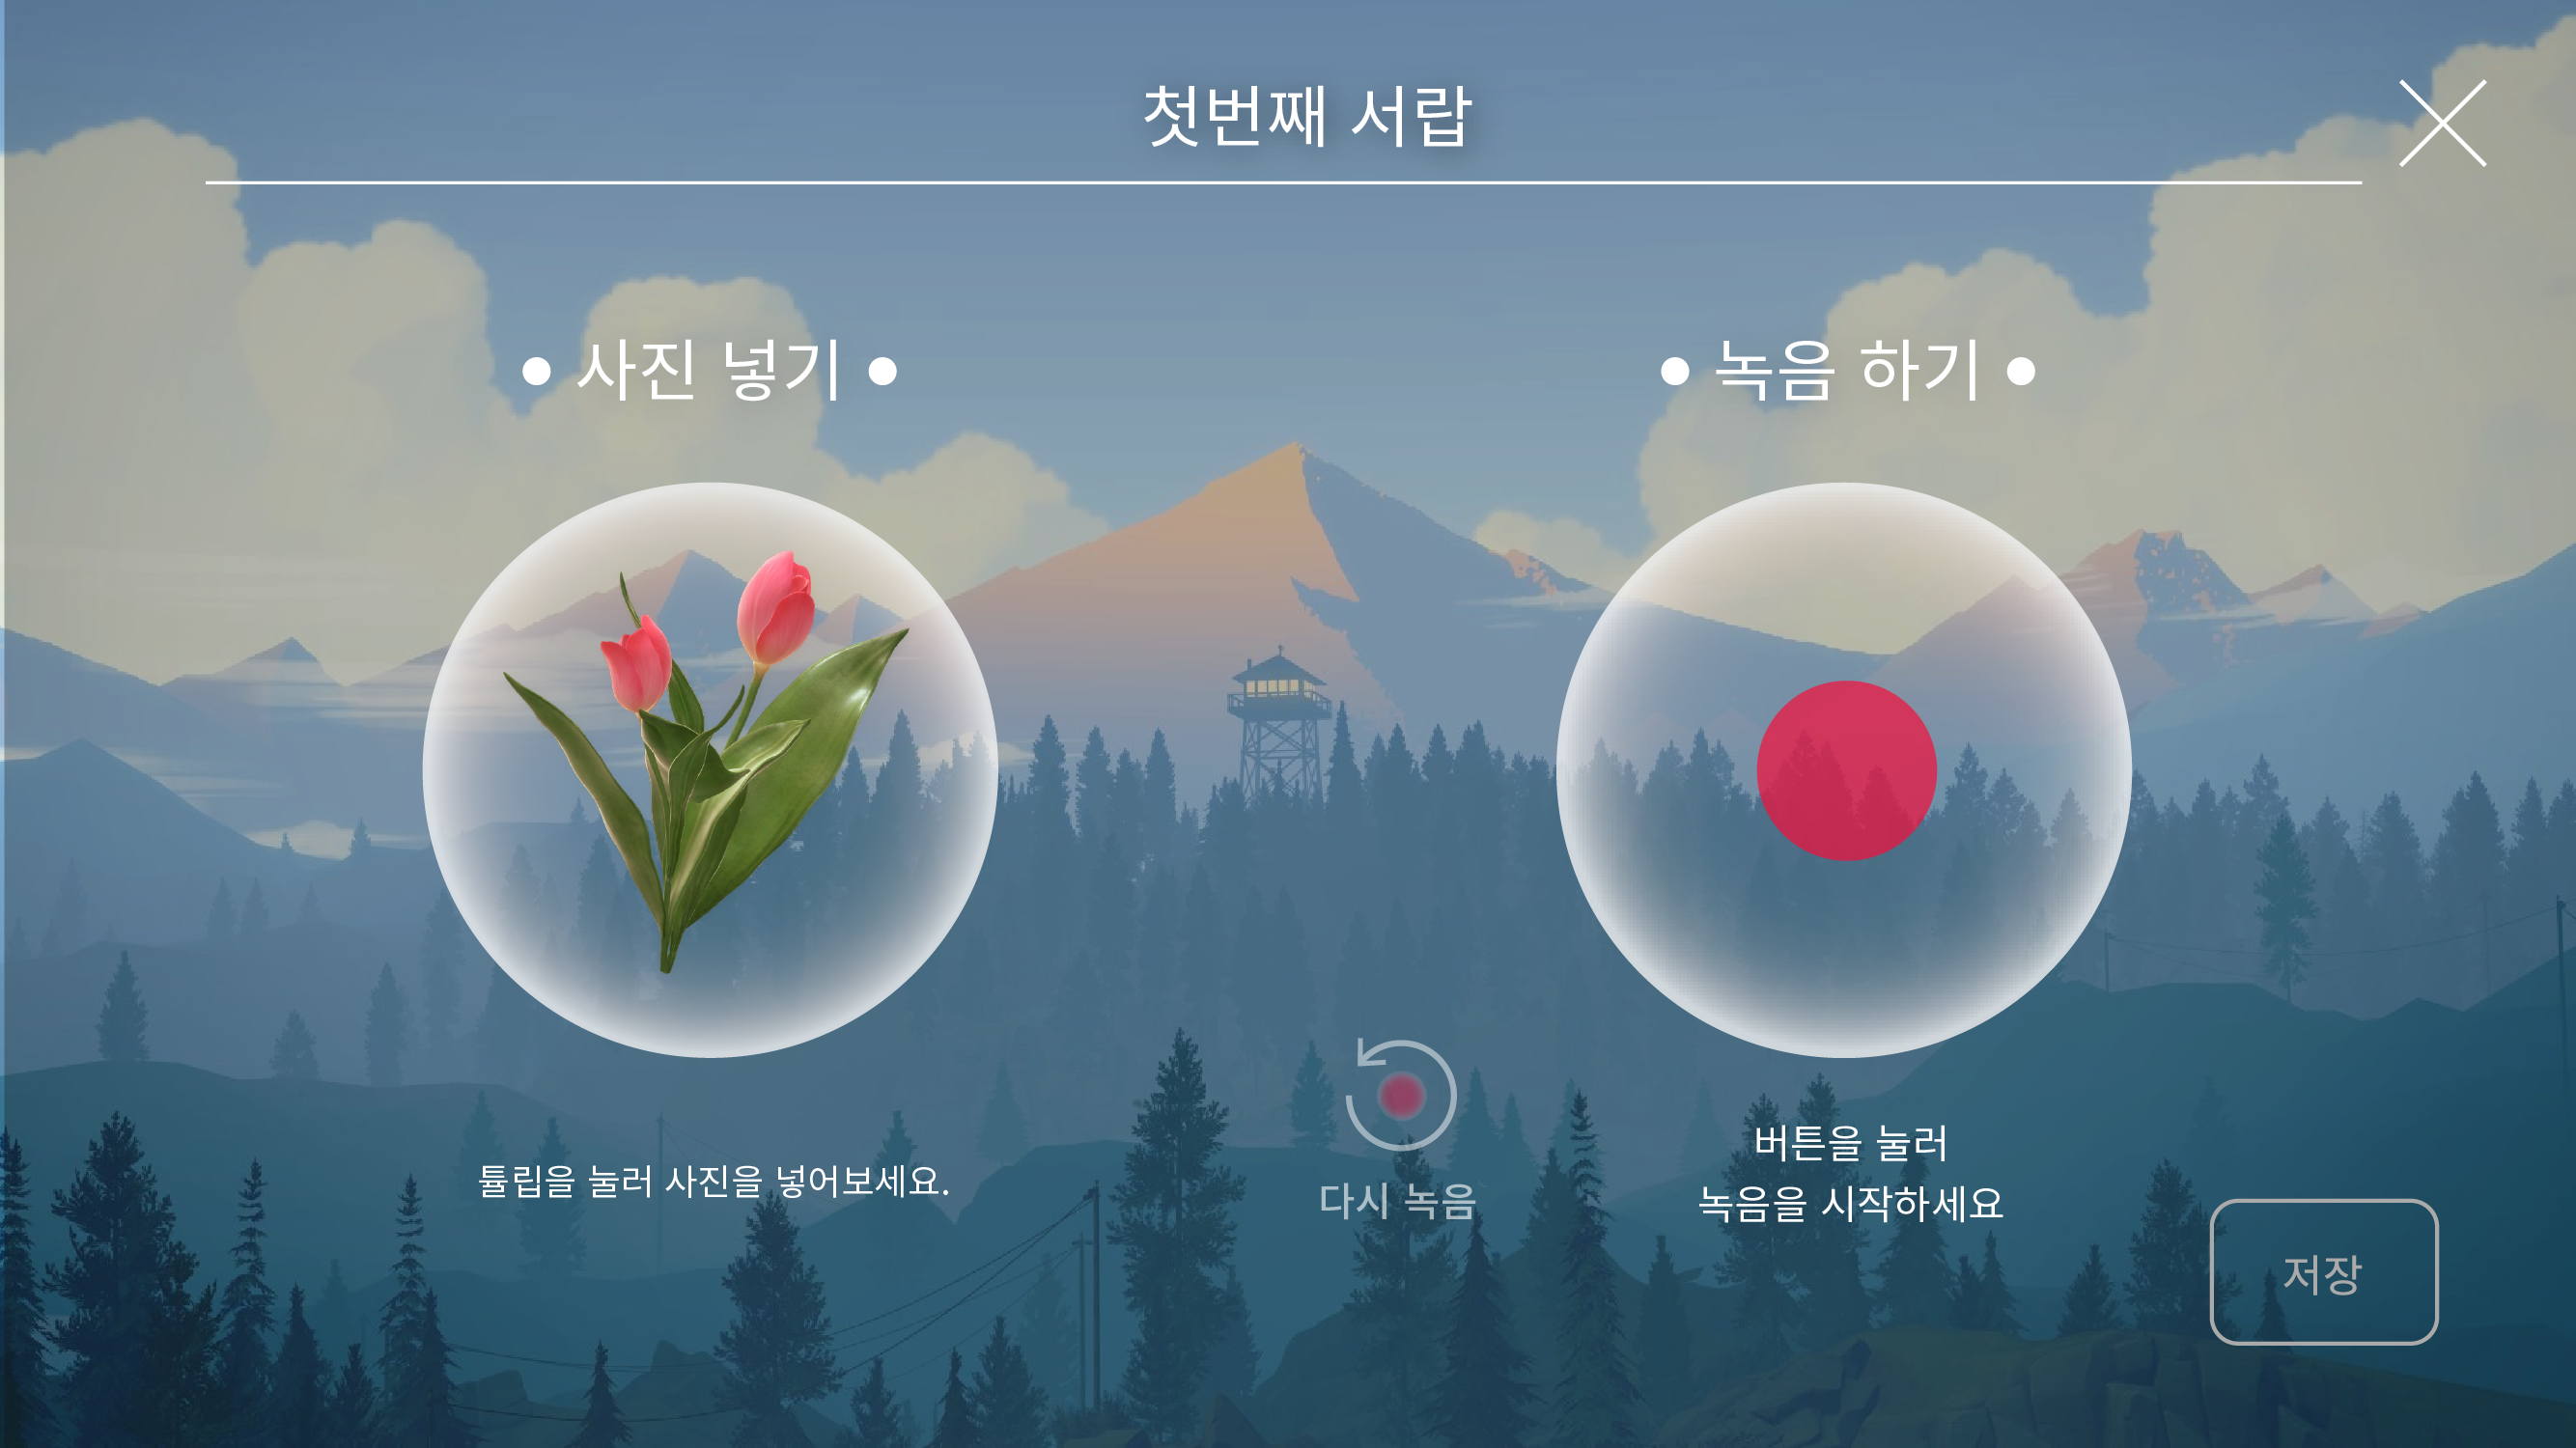 첫번째 서랍
• 사진 넣기 •
• 녹음 하기 •
튤립을 눌러 사진을 넣어보세요.
다시 녹음
버튼을 눌러
녹음을 시작하세요
저장